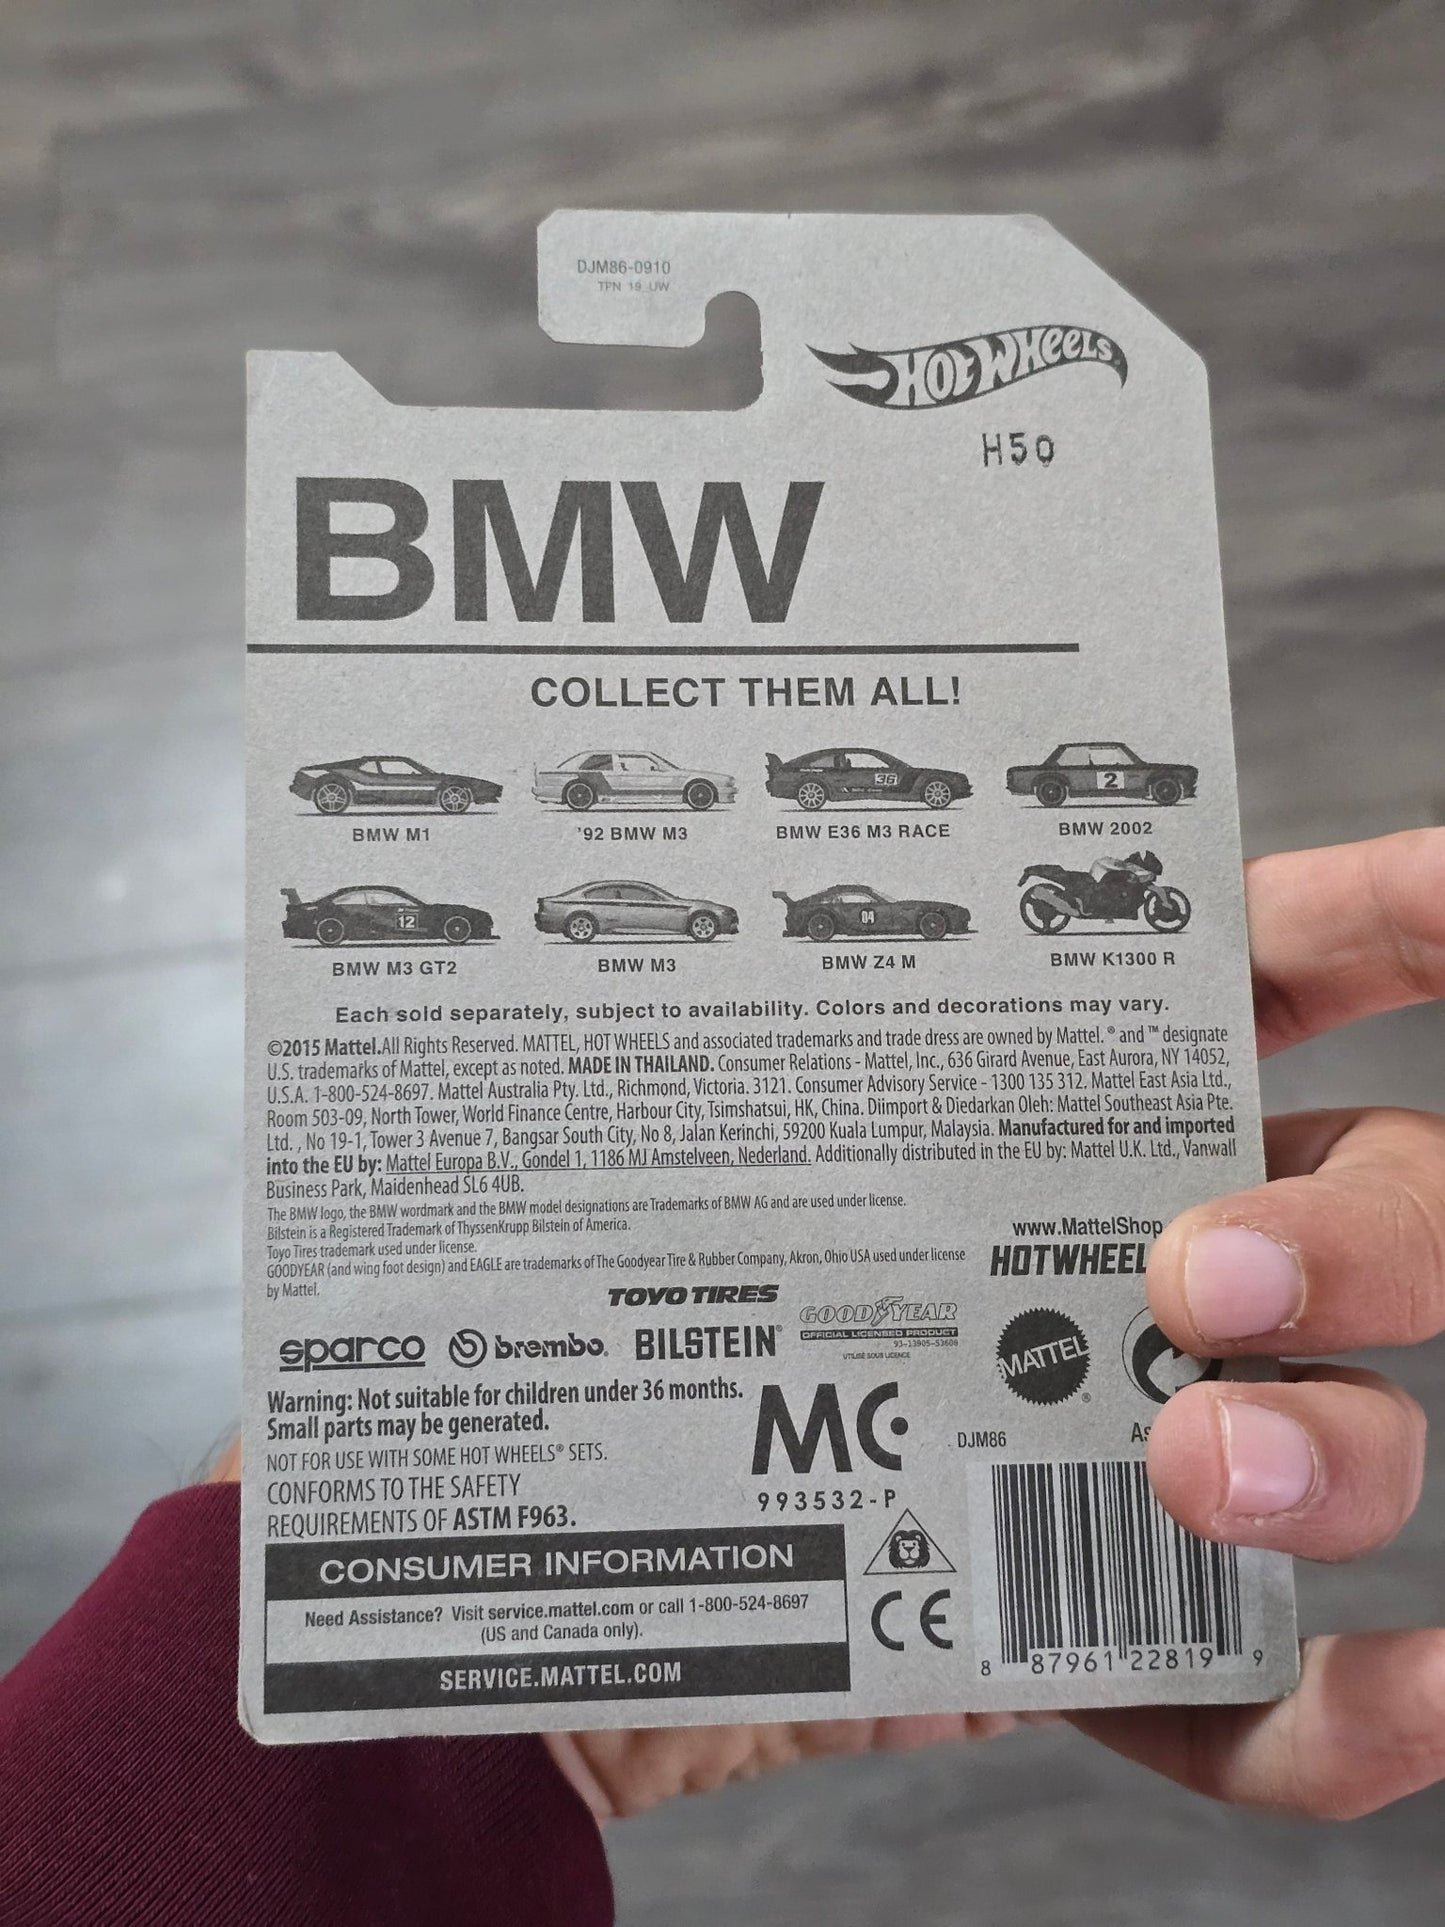 DJM86-0910
TPN 19 UW
HOT WHEELS
H50
BMW
COLLECT THEM ALL!
36
2
BMW M1
'92 BMW M3
BMW E36 M3 RACE
BMW 2002
12
04
BMW M3 GT2
BMW M3
BMW Z4 M
BMW K1300 R
Each sold separately, subject to availability. Colors and decorations may vary.
©2015 Mattel.All Rights Reserved. MATTEL, HOT WHEELS and associated trademarks and trade dress are owned by Mattel. ® and ™ designate
U.S. trademarks of Mattel, except as noted. MADE IN THAILAND. Consumer Relations - Mattel, Inc., 636 Girard Avenue, East Aurora, NY 14052,
U.S.A. 1-800-524-8697. Mattel Australia Pty. Ltd., Richmond, Victoria. 3121. Consumer Advisory Service - 1300 135 312. Mattel East Asia Ltd.,
Room 503-09, North Tower, World Finance Centre, Harbour City, Tsimshatsui, HK, China. Diimport & Diedarkan Oleh: Mattel Southeast Asia Pte.
Ltd. , No 19-1, Tower 3 Avenue 7, Bangsar South City, No 8, Jalan Kerinchi, 59200 Kuala Lumpur, Malaysia. Manufactured for and imported
into the EU by: Mattel Europa B.V., Gondel 1, 1186 MJ Amstelveen, Nederland. Additionally distributed in the EU by: Mattel U.K. Ltd., Vanwall
Business Park, Maidenhead SL6 4UB.
The BMW logo, the BMW wordmark and the BMW model designations are Trademarks of BMW AG and are used under license.
Bilstein is a Registered Trademark of ThyssenKrupp Bilstein of America.
Toyo Tires trademark used under license.
GOODYEAR (and wing foot design) and EAGLE are trademarks of The Goodyear Tire & Rubber Company, Akron, Ohio USA used under license
by Mattel.
www.MattelShop
HOTWHEEL
TOYO TIRES
sparco
brembo.
BILSTEIN®
GOODYEAR
OFFICIAL LICENSED PRODUCT
93-13905-53608
UTILISÉ SOUS LICENCE
MATTEL ®
Warning: Not suitable for children under 36 months.
Small parts may be generated.
NOT FOR USE WITH SOME HOT WHEELS® SETS.
CONFORMS TO THE SAFETY
REQUIREMENTS OF ASTM F963.
MC
993532-P
DJM86
As
CONSUMER INFORMATION
Need Assistance? Visit service.mattel.com or call 1-800-524-8697
(US and Canada only).
SERVICE.MATTEL.COM
CE
8 87961 22819 9